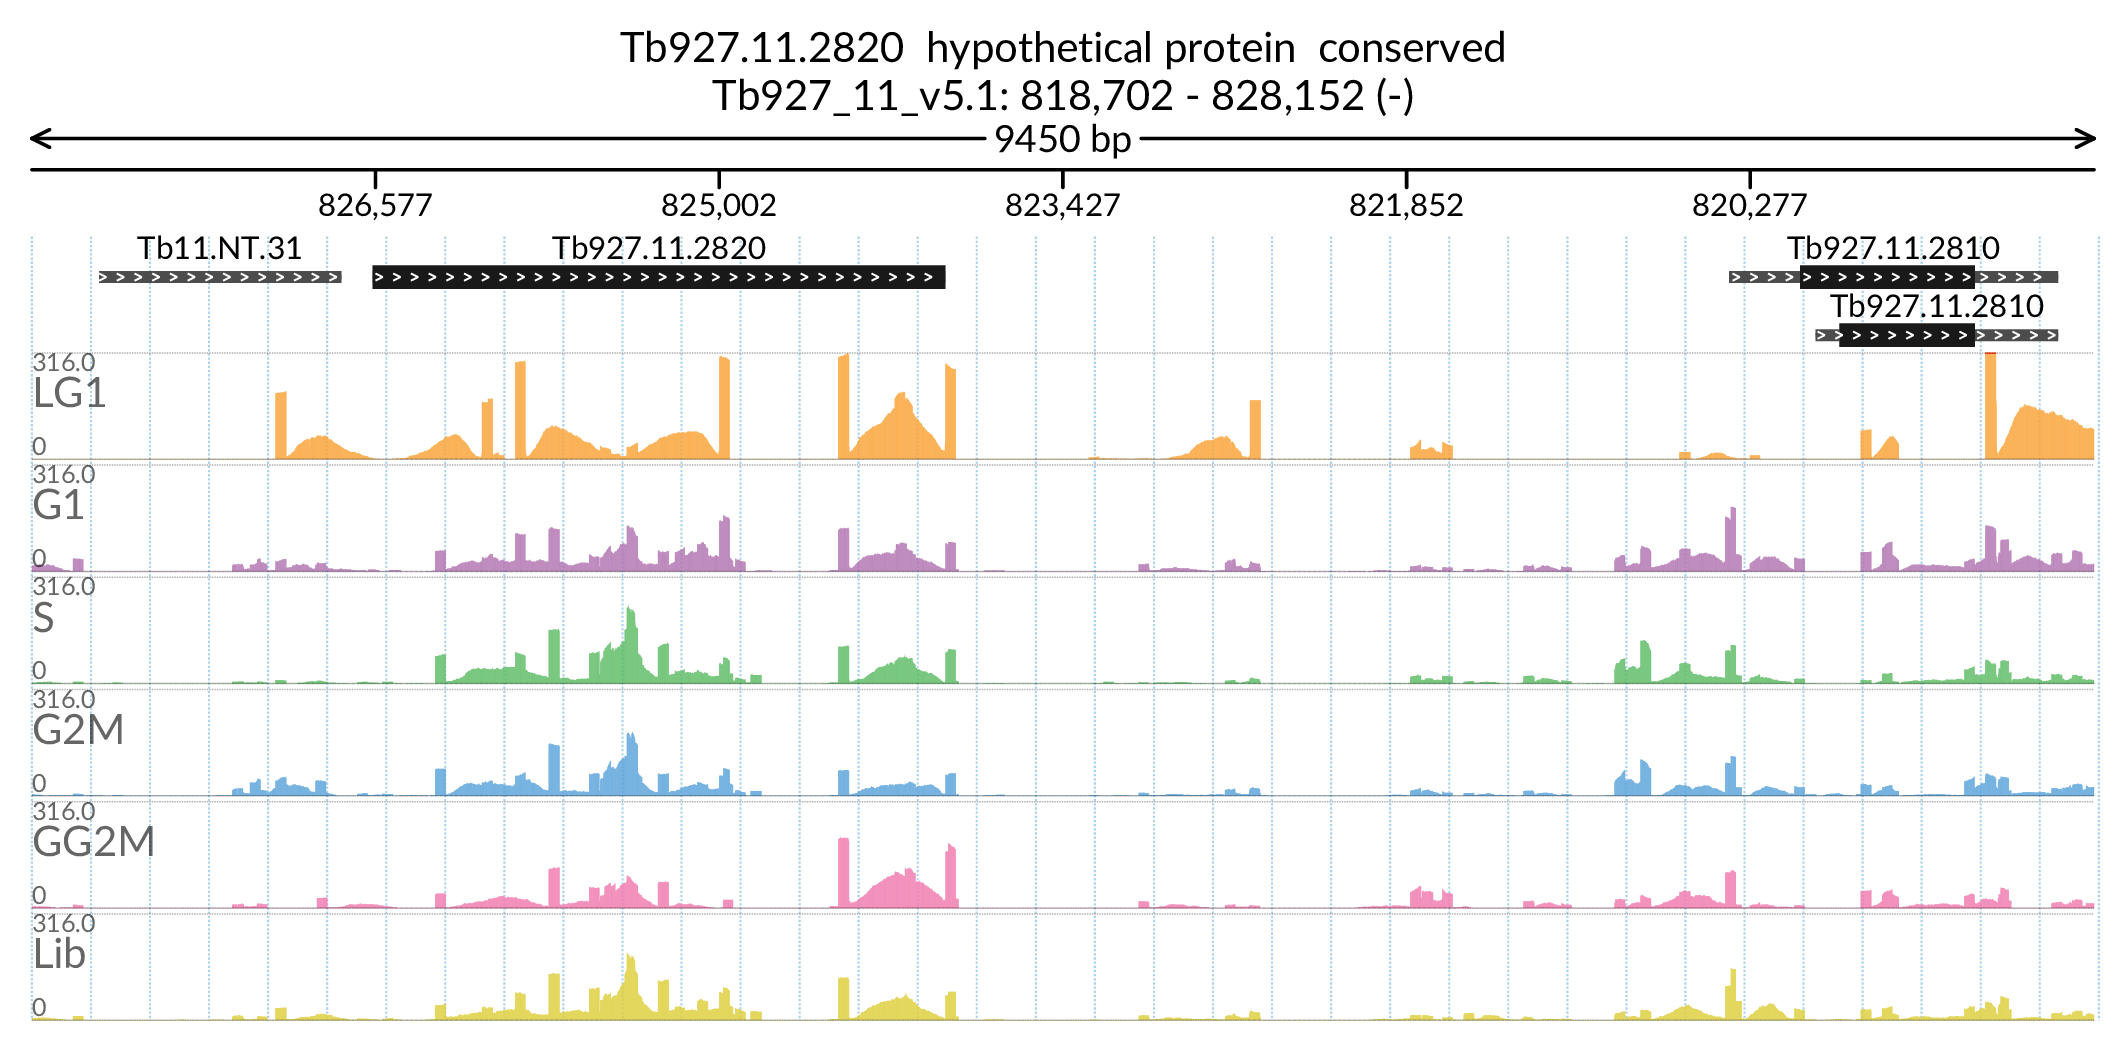 Tb927.11.2820 hypothetical protein conserved
Tb927_11_v5.1: 818,702 - 828,152 (-)
9450 bp
826,577 825,002 823,427 821,852 820,277
Tb11.NT.31 Tb927.11.2820 Tb927.11.2810
Tb927.11.2810
316.0
LG1
0
316.0
G1
0
316.0
S
0
316.0
G2M
0
316.0
GG2M
0
316.0
Lib
0